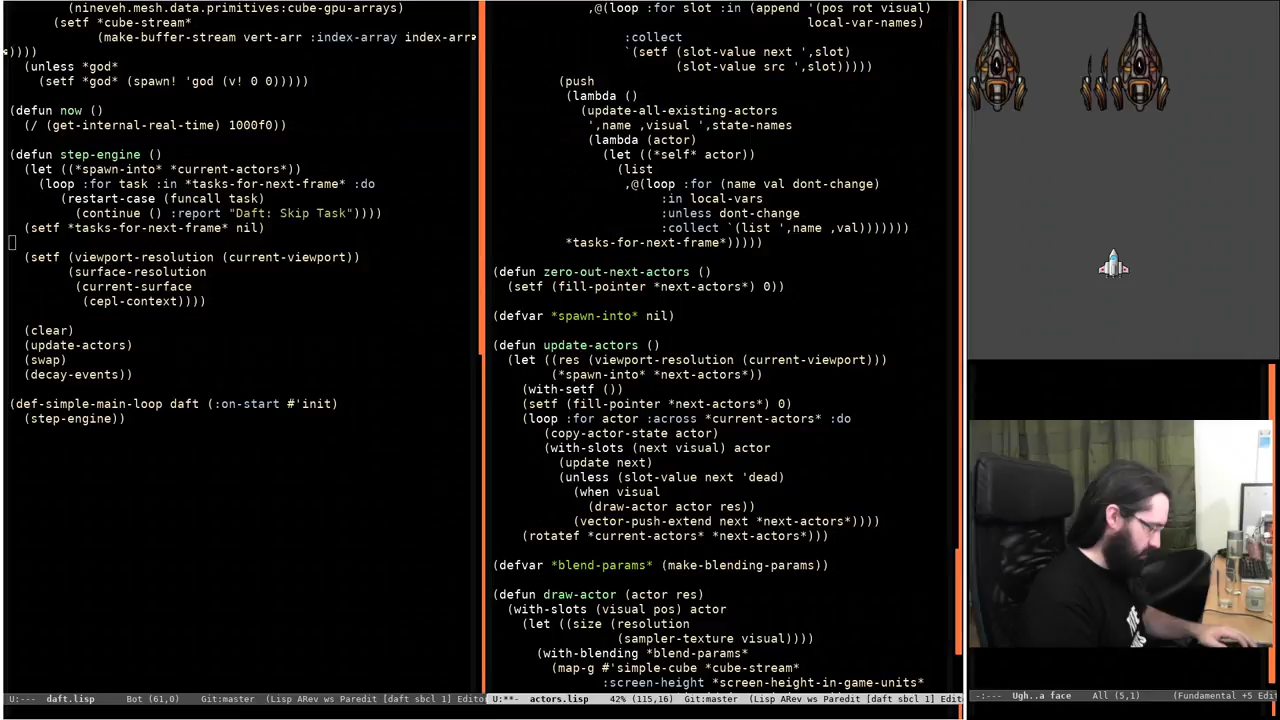 (nineveh.mesh.data.primitives:cube-gpu-arrays)
(setf *cube-stream*
(make-buffer-stream vert-arr :index-array index-arr
))))
(unless *god*
(setf *god* (spawn! 'god (v! 0 0)))))
(defun now ()
(/ (get-internal-real-time) 1000f0))
(defun step-engine ()
(let ((*spawn-into* *current-actors*))
(loop :for task :in *tasks-for-next-frame* :do
(restart-case (funcall task)
(continue () :report "Daft: Skip Task"))))
(setf *tasks-for-next-frame* nil)
(setf (viewport-resolution (current-viewport))
(surface-resolution
(current-surface
(cepl-context))))
(clear)
(update-actors)
(swap)
(decay-events))
(def-simple-main-loop daft (:on-start #'init)
(step-engine))
U:--- daft.lisp Bot (61,0) Git:master (Lisp ARev ws Paredit [daft sbcl 1] Editor
,@(loop :for slot :in (append '(pos rot visual)
local-var-names)
:collect
`(setf (slot-value next ',slot)
(slot-value src ',slot)))))
(push
(lambda ()
(update-all-existing-actors
',name ,visual ',state-names
(lambda (actor)
(let ((*self* actor))
(list
,@(loop :for (name val dont-change)
:in local-vars
:unless dont-change
:collect `(list ',name ,val)))))))
*tasks-for-next-frame*)))))
(defun zero-out-next-actors ()
(setf (fill-pointer *next-actors*) 0))
(defvar *spawn-into* nil)
(defun update-actors ()
(let ((res (viewport-resolution (current-viewport)))
(*spawn-into* *next-actors*))
(with-setf ())
(setf (fill-pointer *next-actors*) 0)
(loop :for actor :across *current-actors* :do
(copy-actor-state actor)
(with-slots (next visual) actor
(update next)
(unless (slot-value next 'dead)
(when visual
(draw-actor actor res))
(vector-push-extend next *next-actors*))))
(rotatef *current-actors* *next-actors*)))
(defvar *blend-params* (make-blending-params))
(defun draw-actor (actor res)
(with-slots (visual pos) actor
(let ((size (resolution
(sampler-texture visual))))
(with-blending *blend-params*
(map-g #'simple-cube *cube-stream*
:screen-height *screen-height-in-game-units*
U:**- actors.lisp 42% (115,16) Git:master (Lisp ARev ws Paredit [daft sbcl 1] Editor
-:--- Ugh..a face All (5,1) (Fundamental +5 Edit